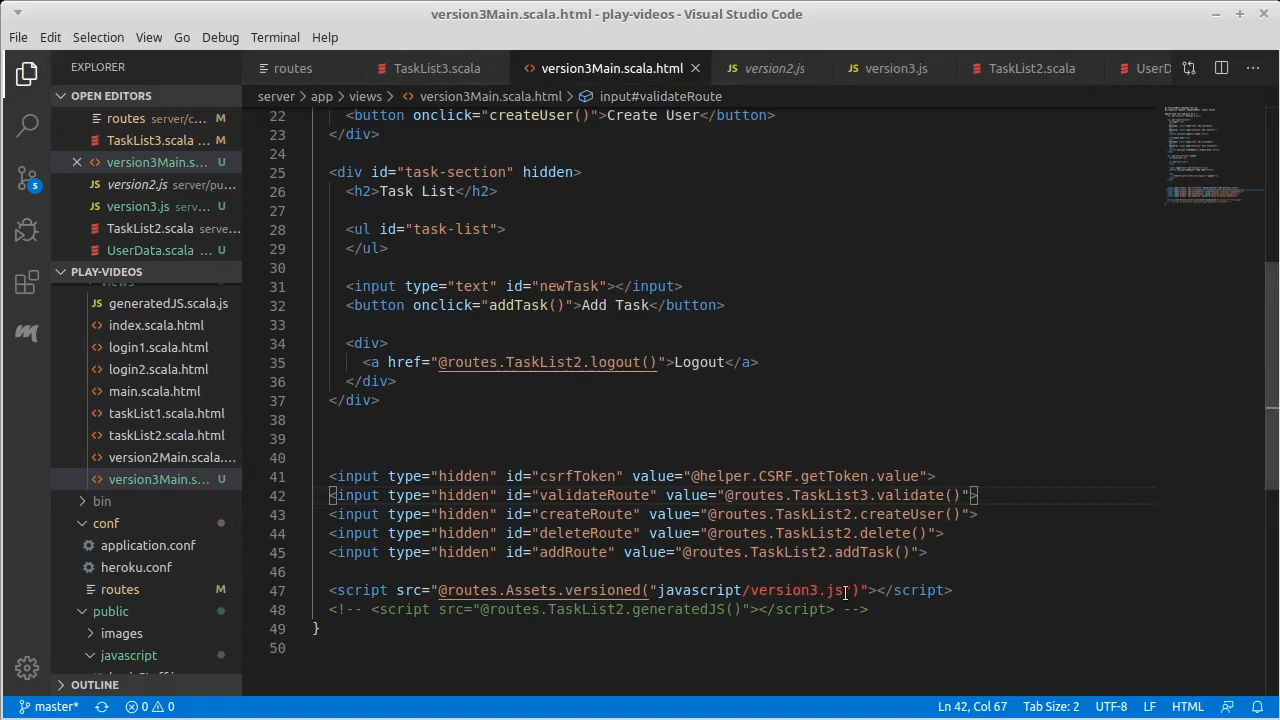 version3Main.scala.html - play-videos - Visual Studio Code
File Edit Selection View Go Debug Terminal Help
EXPLORER
routes TaskList3.scala version3Main.scala.html version2.js version3.js TaskList2.scala UserD
OPEN EDITORS
server > app > views > version3Main.scala.html > input#validateRoute
routes server/c... M
TaskList3.scala ... M
version3Main.s... U
version2.js server/pu...
version3.js serv... U
TaskList2.scala serve...
UserData.scala ... U
PLAY-VIDEOS
views
generatedJS.scala.js
index.scala.html
login1.scala.html
login2.scala.html
main.scala.html
taskList1.scala.html
taskList2.scala.html
version2Main.scala....
version3Main.s... U
bin
conf
application.conf
heroku.conf
routes M
public
images
javascript
OUTLINE
5
22 <button onclick="createUser()">Create User</button>
23 </div>
24
25 <div id="task-section" hidden>
26 <h2>Task List</h2>
27
28 <ul id="task-list">
29 </ul>
30
31 <input type="text" id="newTask"></input>
32 <button onclick="addTask()">Add Task</button>
33
34 <div>
35 <a href="@routes.TaskList2.logout()">Logout</a>
36 </div>
37 </div>
38
39
40
41 <input type="hidden" id="csrfToken" value="@helper.CSRF.getToken.value">
42 <input type="hidden" id="validateRoute" value="@routes.TaskList3.validate()">
43 <input type="hidden" id="createRoute" value="@routes.TaskList2.createUser()">
44 <input type="hidden" id="deleteRoute" value="@routes.TaskList2.delete()">
45 <input type="hidden" id="addRoute" value="@routes.TaskList2.addTask()">
46
47 <script src="@routes.Assets.versioned("javascript/version3.js")"></script>
48 <!-- <script src="@routes.TaskList2.generatedJS()"></script> -->
49 }
50
master* 0 0 Ln 42, Col 67 Tab Size: 2 UTF-8 LF HTML